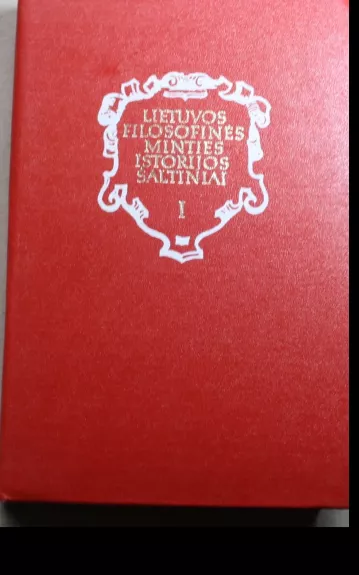 LIETUVOS
FILOSOFINĖS
MINTIES
ISTORIJOS
ŠALTINIAI
I